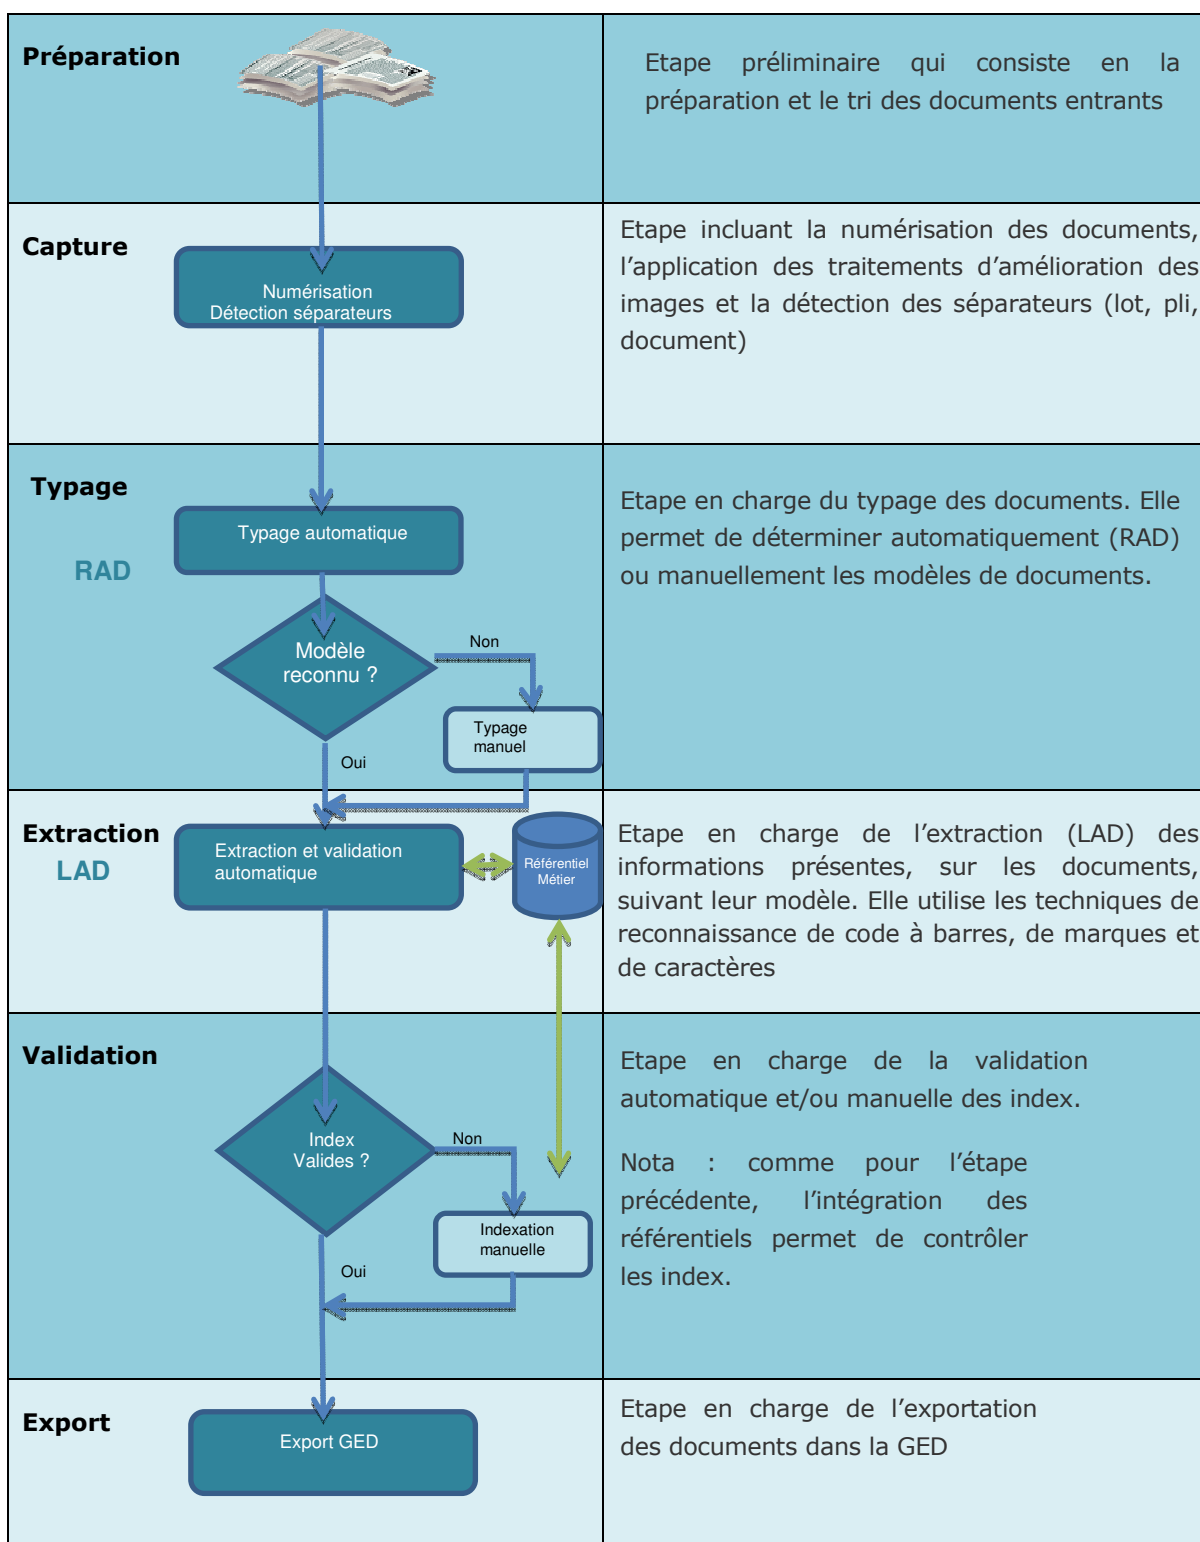 Préparation
Etape préliminaire qui consiste en la
préparation et le tri des documents entrants
Capture
Numérisation
Détection séparateurs
Etape incluant la numérisation des documents,
l'application des traitements d'amélioration des
images et la détection des séparateurs (lot, pli,
document)
Typage
RAD
Typage automatique
Modèle
reconnu ?
Non
Typage
manuel
Oui
Etape en charge du typage des documents. Elle
permet de déterminer automatiquement (RAD)
ou manuellement les modèles de documents.
Extraction
LAD
Extraction et validation
automatique
Référentiel
Métier
Etape en charge de l'extraction (LAD) des
informations présentes, sur les documents,
suivant leur modèle. Elle utilise les techniques de
reconnaissance de code à barres, de marques et
de caractères
Validation
Index
Valides ?
Non
Indexation
manuelle
Oui
Etape en charge de la validation
automatique et/ou manuelle des index.
Nota : comme pour l'étape
précédente, l'intégration des
référentiels permet de contrôler
les index.
Export
Export GED
Etape en charge de l'exportation
des documents dans la GED